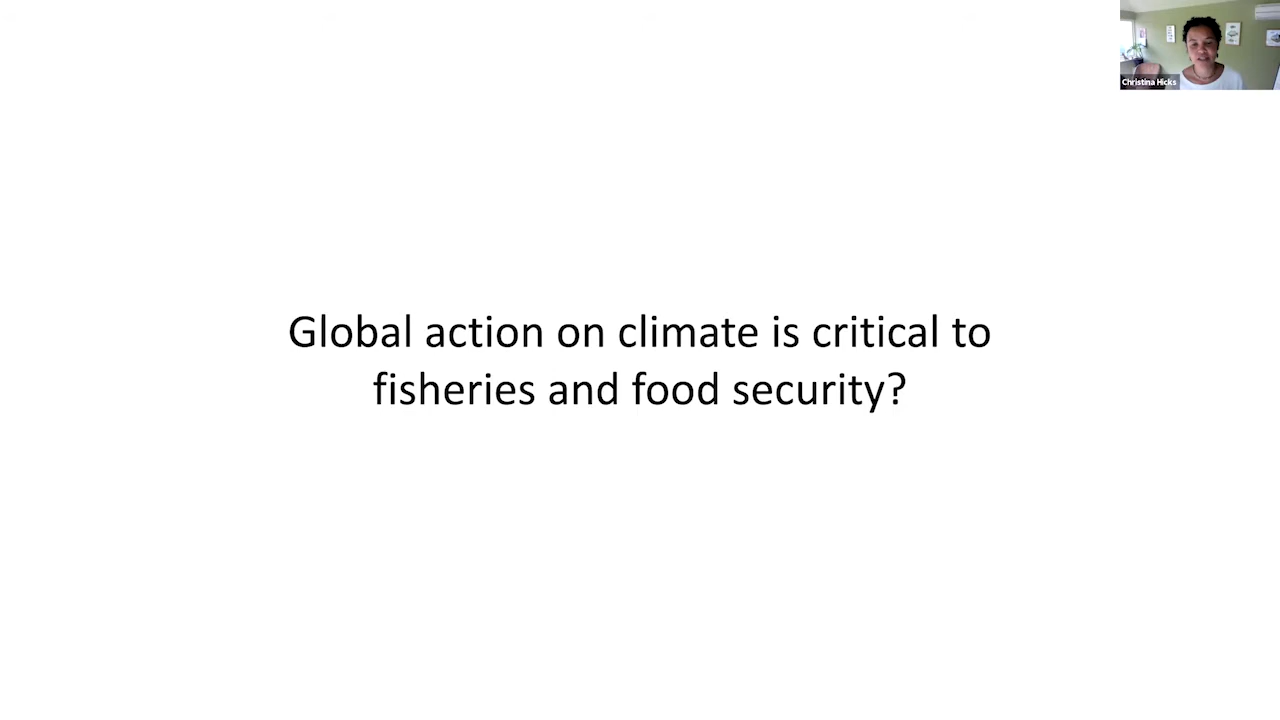 Christina Hicks
Global action on climate is critical to
fisheries and food security?